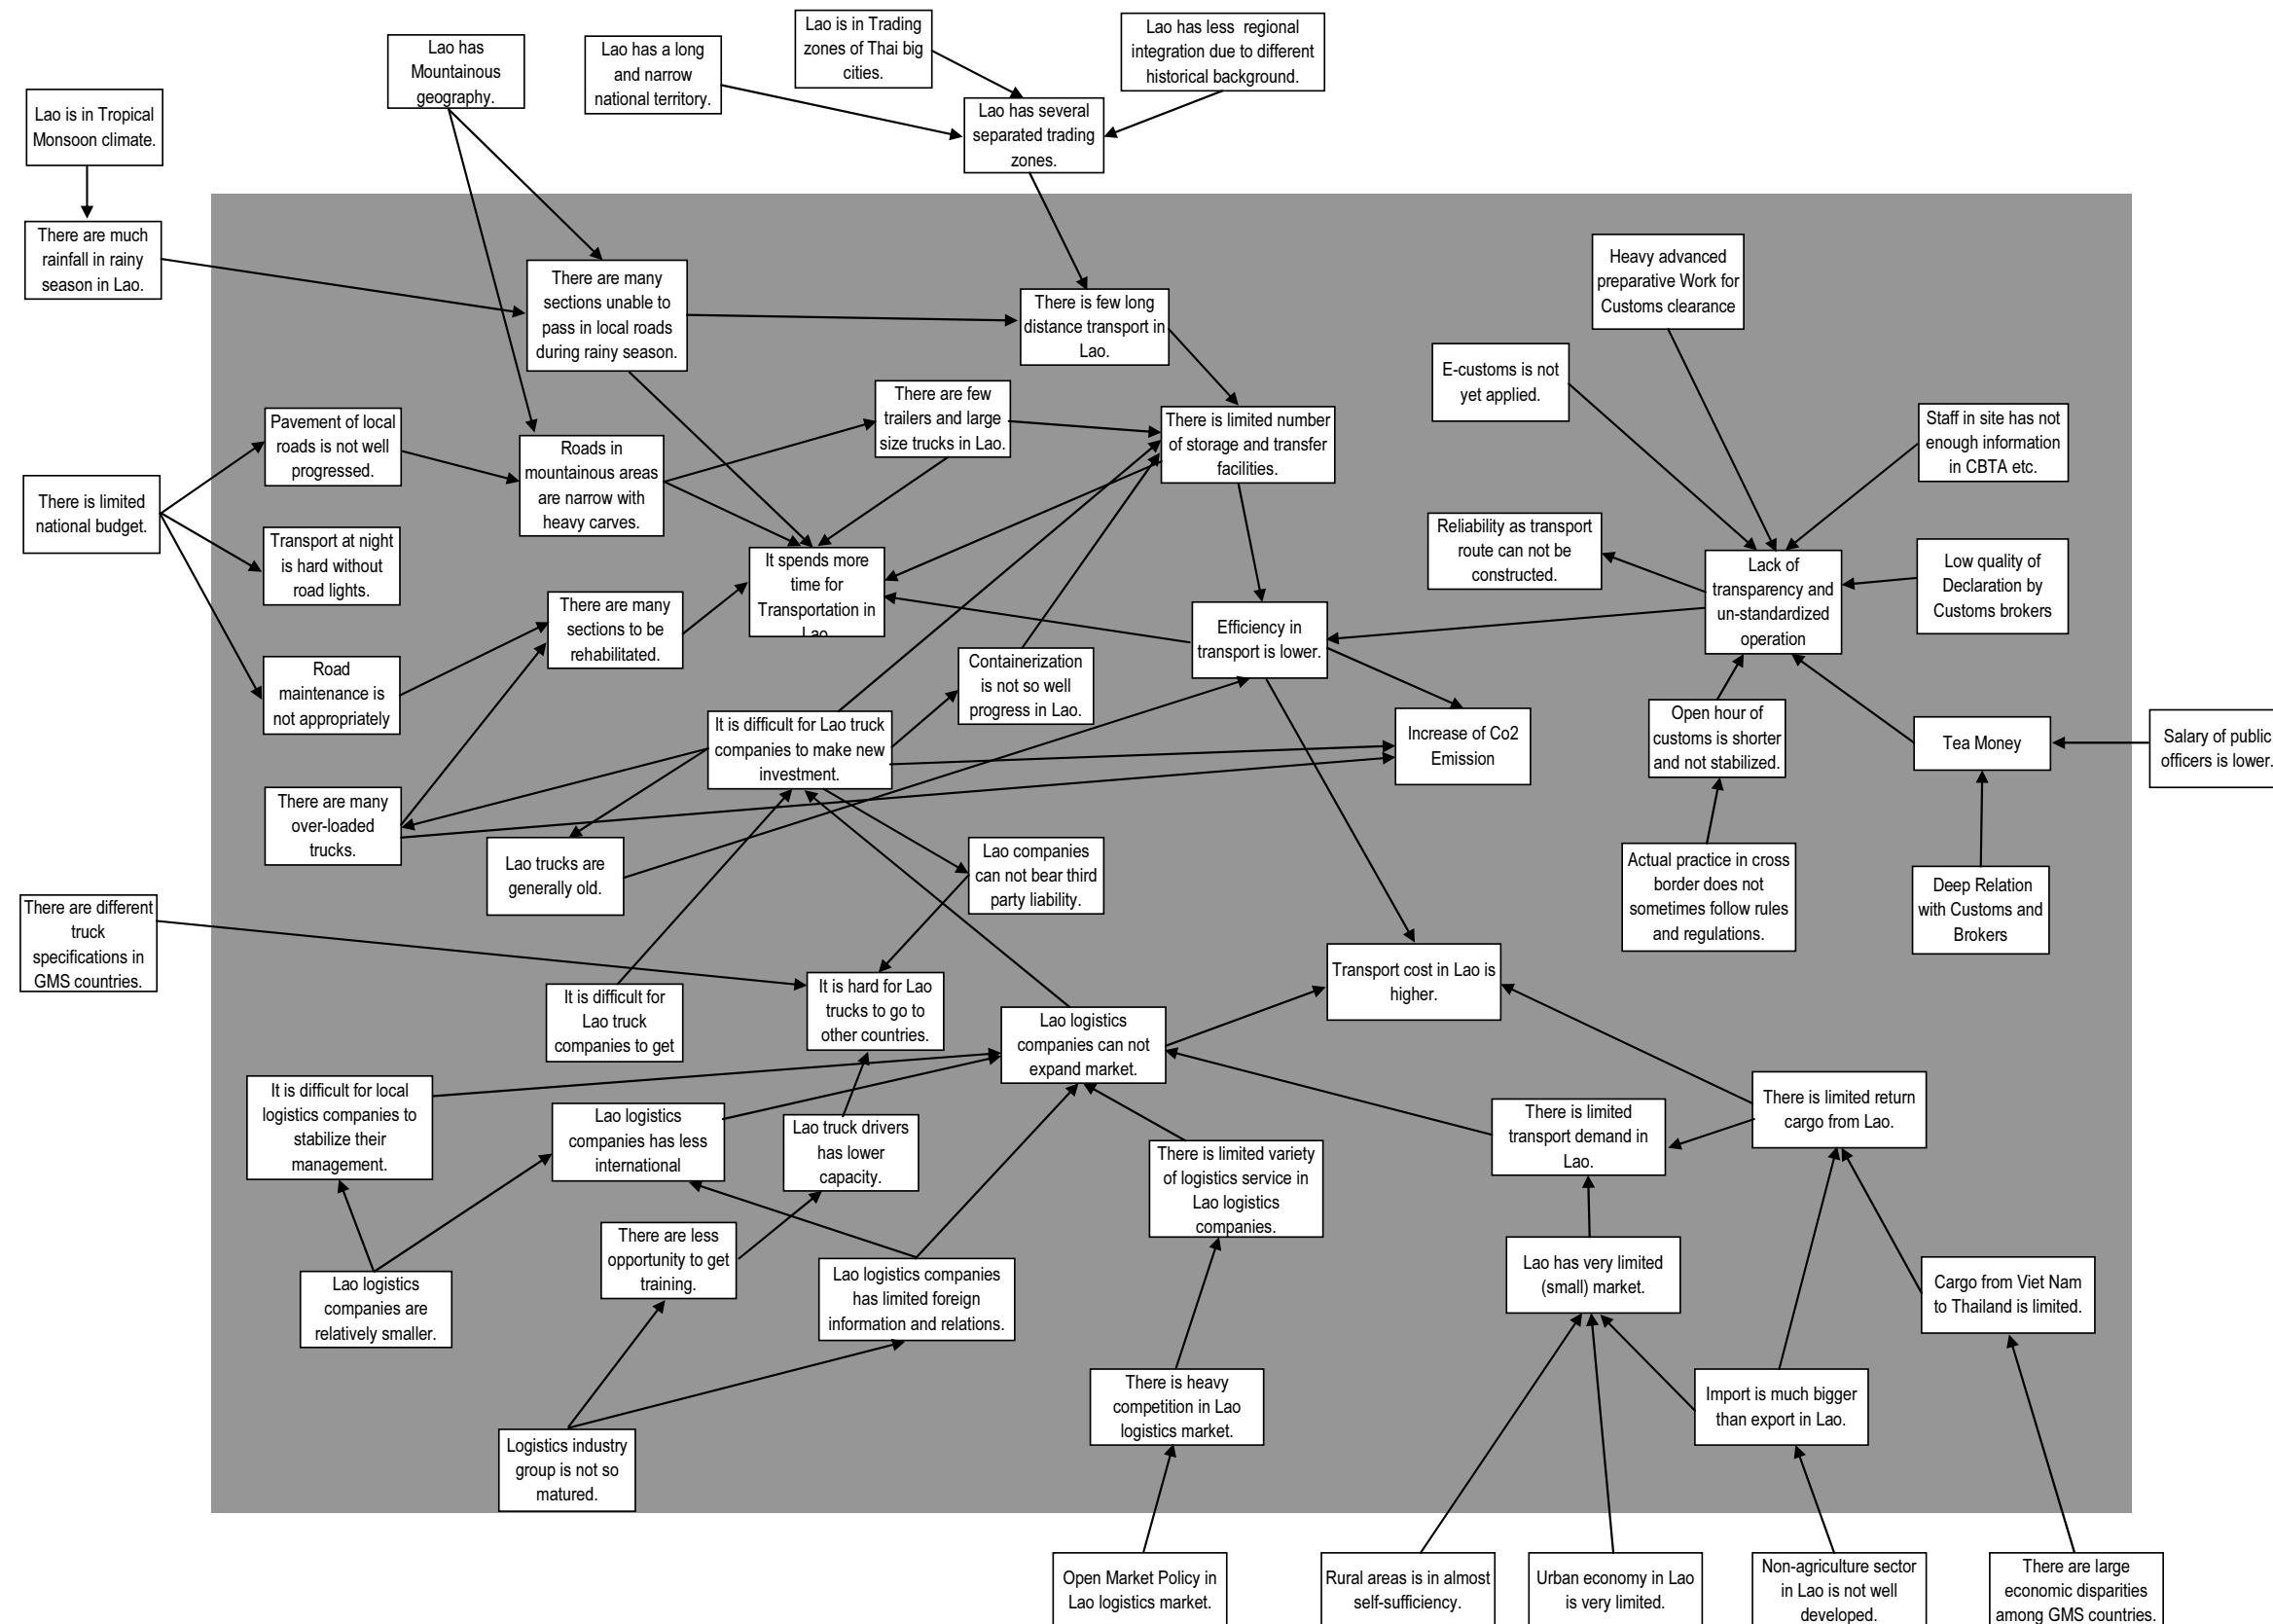 Lao is in Trading
zones of Thai big
cities.
Lao has less regional
integration due to different
historical background.
Lao has
Mountainous
geography.
Lao has a long
and narrow
national territory.
Lao is in Tropical
Monsoon climate.
Lao has several
separated trading
zones.
There are much
rainfall in rainy
season in Lao.
There are many
sections unable to
pass in local roads
during rainy season.
There is few long
distance transport in
Lao.
Heavy advanced
preparative Work for
Customs clearance
E-customs is not
yet applied.
Staff in site has not
enough information
in CBTA etc.
Pavement of local
roads is not well
progressed.
Roads in
mountainous areas
are narrow with
heavy carves.
There are few
trailers and large
size trucks in Lao.
There is limited number
of storage and transfer
facilities.
There is limited
national budget.
Transport at night
is hard without
road lights.
It spends more
time for
Transportation in
Lao
Reliability as transport
route can not be
constructed.
Lack of
transparency and
un-standardized
operation
Low quality of
Declaration by
Customs brokers
There are many
sections to be
rehabilitated.
Efficiency in
transport is lower.
Road
maintenance is
not appropriately
Containerization
is not so well
progress in Lao.
It is difficult for Lao truck
companies to make new
investment.
Increase of Co2
Emission
Open hour of
customs is shorter
and not stabilized.
Tea Money
Salary of public
officers is lower.
There are many
over-loaded
trucks.
Lao trucks are
generally old.
Lao companies
can not bear third
party liability.
Actual practice in cross
border does not
sometimes follow rules
and regulations.
Deep Relation
with Customs and
Brokers
There are different
truck
specifications in
GMS countries.
It is difficult for
Lao truck
companies to get
It is hard for Lao
trucks to go to
other countries.
Lao logistics
companies can not
expand market.
Transport cost in Lao is
higher.
It is difficult for local
logistics companies to
stabilize their
management.
Lao logistics
companies has less
international
Lao truck drivers
has lower
capacity.
There is limited variety
of logistics service in
Lao logistics
companies.
There is limited
transport demand in
Lao.
There is limited return
cargo from Lao.
Lao logistics
companies are
relatively smaller.
There are less
opportunity to get
training.
Lao logistics companies
has limited foreign
information and relations.
Lao has very limited
(small) market.
Cargo from Viet Nam
to Thailand is limited.
Logistics industry
group is not so
matured.
There is heavy
competition in Lao
logistics market.
Import is much bigger
than export in Lao.
Open Market Policy in
Lao logistics market.
Rural areas is in almost
self-sufficiency.
Urban economy in Lao
is very limited.
Non-agriculture sector
in Lao is not well
developed.
There are large
economic disparities
among GMS countries.